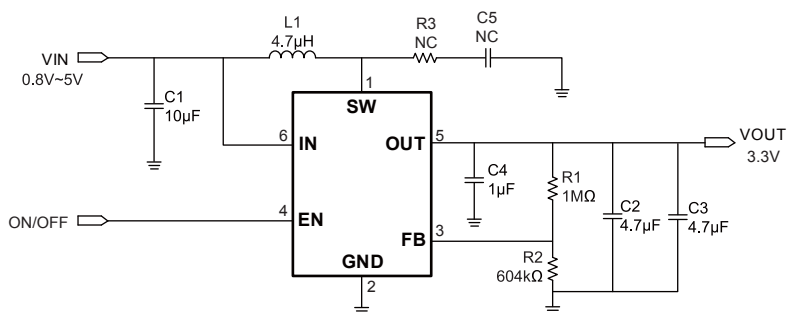 L1
4.7µH
R3
NC
C5
NC
VIN
0.8V~5V
C1
10µF
1
SW
6
IN
OUT
5
VOUT
3.3V
C4
1µF
R1
1MΩ
C2
4.7µF
C3
4.7µF
ON/OFF
4
EN
3
FB
R2
604kΩ
GND
2